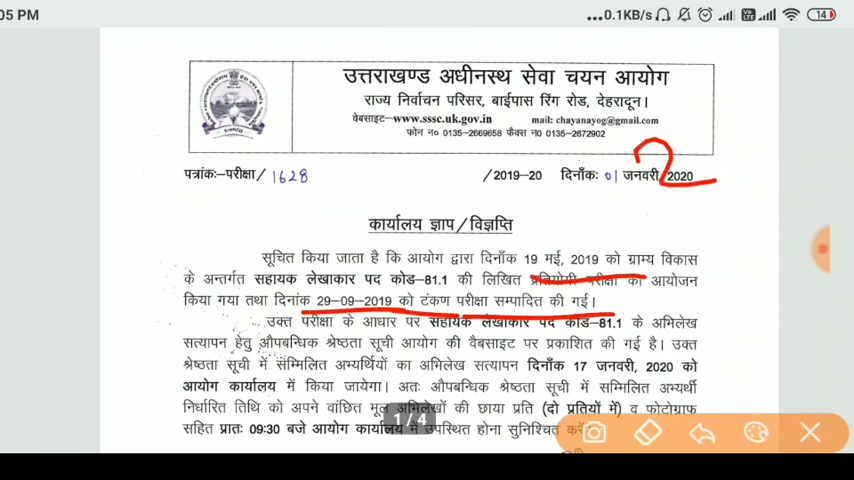 05 PM ...0.1KB/s 14
उत्तराखण्ड अधीनस्थ सेवा चयन आयोग
राज्य निर्वाचन परिसर, बाईपास रिंग रोड, देहरादून।
वेबसाइट—www.sssc.uk.gov.in mail: chayanayog@gmail.com
फोन न० 0135-2669658 फैक्स न0 0135-2672902
पत्रांकः-परीक्षा/ 1628 /2019-20 दिनाँकः 01 जनवरी, 2020
2
कार्यालय ज्ञाप/विज्ञप्ति
सूचित किया जाता है कि आयोग द्वारा दिनाँक 19 मई, 2019 को ग्राम्य विकास
के अन्तर्गत सहायक लेखाकार पद कोड-81.1 की लिखित प्रतियोगी परीक्षा का आयोजन
किया गया तथा दिनांक 29-09-2019 को टंकण परीक्षा सम्पादित की गई।
उक्त परीक्षा के आधार पर सहायक लेखाकार पद कोड-81.1 के अभिलेख
सत्यापन हेतु औपबन्धिक श्रेष्ठता सूची आयोग की वेबसाइट पर प्रकाशित की गई है। उक्त
श्रेष्ठता सूची में सम्मिलित अभ्यर्थियों का अभिलेख सत्यापन दिनाँक 17 जनवरी, 2020 को
आयोग कार्यालय में किया जायेगा। अतः औपबन्धिक श्रेष्ठता सूची में सम्मिलित अभ्यर्थी
निर्धारित तिथि को अपने वांछित मूल अभिलेखों की छाया प्रति (दो प्रतियों में) व फोटोग्राफ
सहित प्रातः 09:30 बजे आयोग कार्यालय में उपस्थित होना सुनिश्चित करें।
1/4